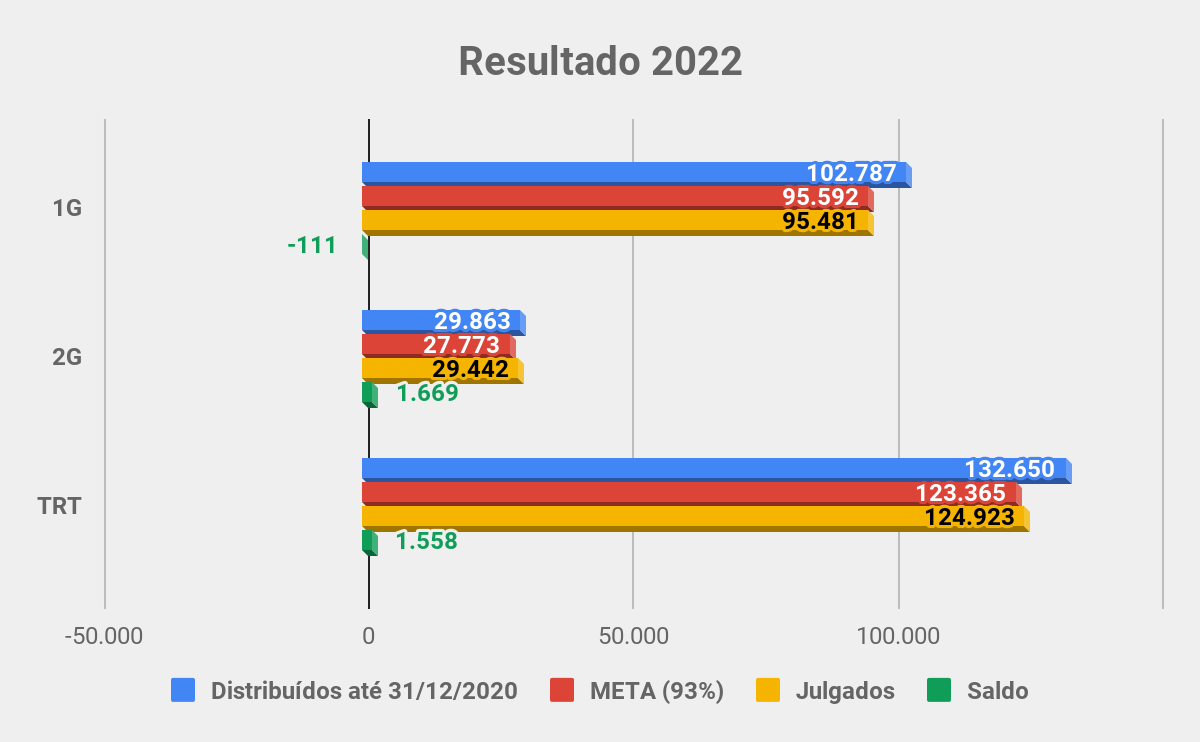 Resultado 2022
1G
102.787
95.592
95.481
-111
2G
29.863
27.773
29.442
1.669
TRT
132.650
123.365
124.923
1.558
-50.000 0 50.000 100.000
Distribuídos até 31/12/2020 META (93%) Julgados Saldo